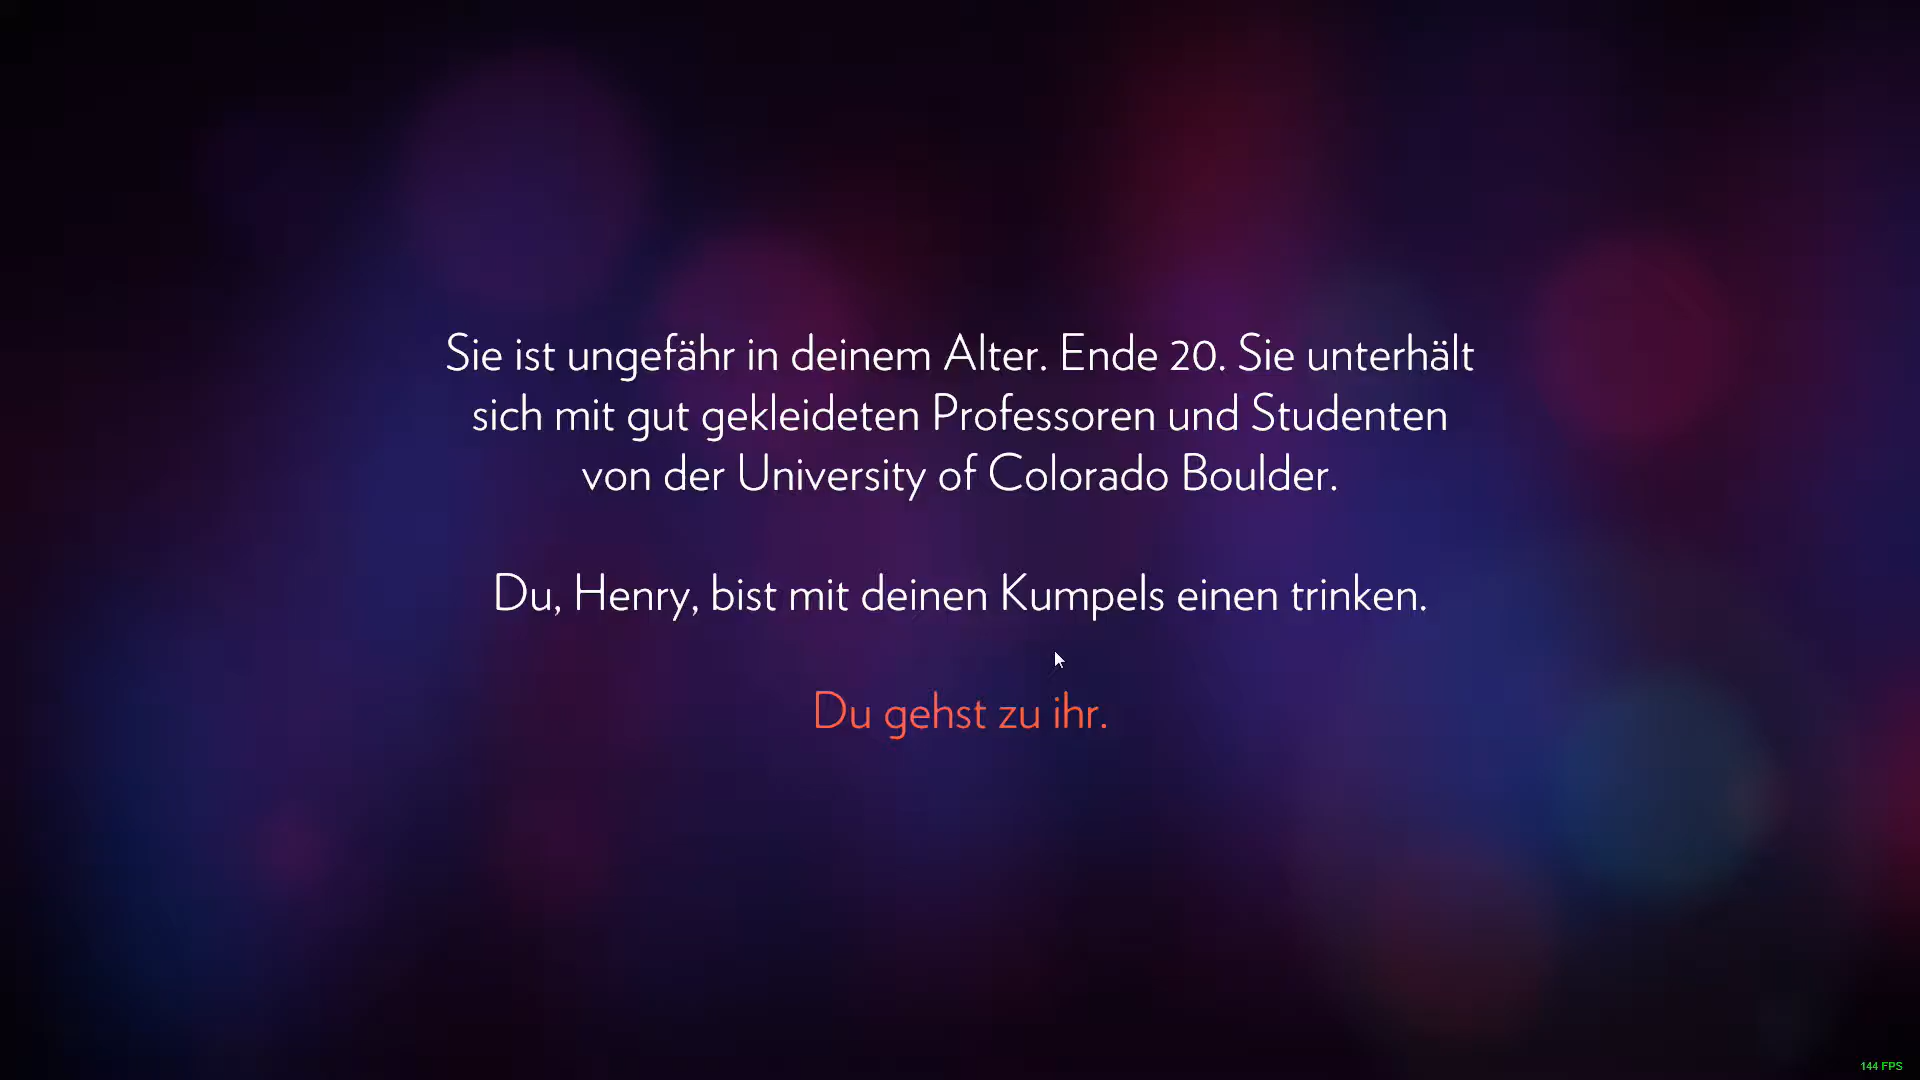 Sie ist ungefähr in deinem Alter. Ende 20. Sie unterhält
sich mit gut gekleideten Professoren und Studenten
von der University of Colorado Boulder.
Du, Henry, bist mit deinen Kumpels einen trinken.
Du gehst zu ihr.
144 FPS